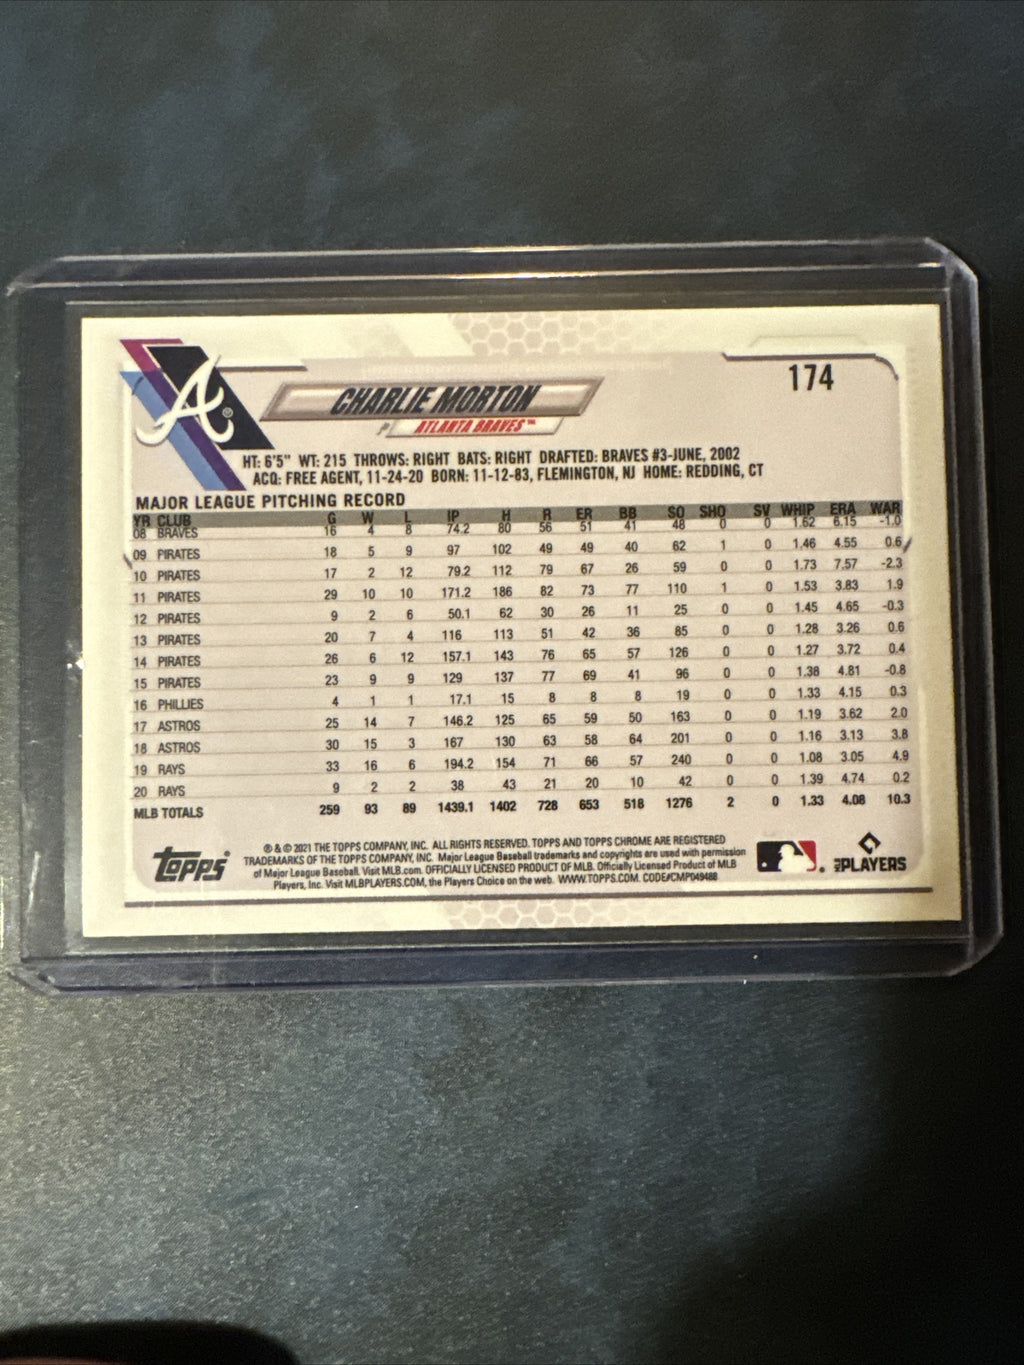 174
CHARLIE MORTON
P ATLANTA BRAVES™
HT: 6'5" WT: 215 THROWS: RIGHT BATS: RIGHT DRAFTED: BRAVES #3-JUNE, 2002
ACQ: FREE AGENT, 11-24-20 BORN: 11-12-83, FLEMINGTON, NJ HOME: REDDING, CT
MAJOR LEAGUE PITCHING RECORD
YR CLUB G W L IP H R ER BB SO SHO SV WHIP ERA WAR
08 BRAVES 16 4 8 74.2 80 56 51 41 48 0 0 1.62 6.15 -1.0
09 PIRATES 18 5 9 97 102 49 49 40 62 1 0 1.46 4.55 0.6
10 PIRATES 17 2 12 79.2 112 79 67 26 59 0 0 1.73 7.57 -2.3
11 PIRATES 29 10 10 171.2 186 82 73 77 110 1 0 1.53 3.83 1.9
12 PIRATES 9 2 6 50.1 62 30 26 11 25 0 0 1.45 4.65 -0.3
13 PIRATES 20 7 4 116 113 51 42 36 85 0 0 1.28 3.26 0.6
14 PIRATES 26 6 12 157.1 143 76 65 57 126 0 0 1.27 3.72 0.4
15 PIRATES 23 9 9 129 137 77 69 41 96 0 0 1.38 4.81 -0.8
16 PHILLIES 4 1 1 17.1 15 8 8 8 19 0 0 1.33 4.15 0.3
17 ASTROS 25 14 7 146.2 125 65 59 50 163 0 0 1.19 3.62 2.0
18 ASTROS 30 15 3 167 130 63 58 64 201 0 0 1.16 3.13 3.8
19 RAYS 33 16 6 194.2 154 71 66 57 240 0 0 1.08 3.05 4.9
20 RAYS 9 2 2 38 43 21 20 10 42 0 0 1.39 4.74 0.2
MLB TOTALS 259 93 89 1439.1 1402 728 653 518 1276 2 0 1.33 4.08 10.3
topps®
® & © 2021 THE TOPPS COMPANY, INC. ALL RIGHTS RESERVED. TOPPS AND TOPPS CHROME ARE REGISTERED
TRADEMARKS OF THE TOPPS COMPANY, INC. Major League Baseball trademarks and copyrights are used with permission
of Major League Baseball. Visit MLB.com. OFFICIALLY LICENSED PRODUCT OF MLB. Officially Licensed Product of MLB
Players, Inc. Visit MLBPLAYERS.COM, the Players Choice on the web. WWW.TOPPS.COM. CODE#CMP049488
MLB PLAYERS